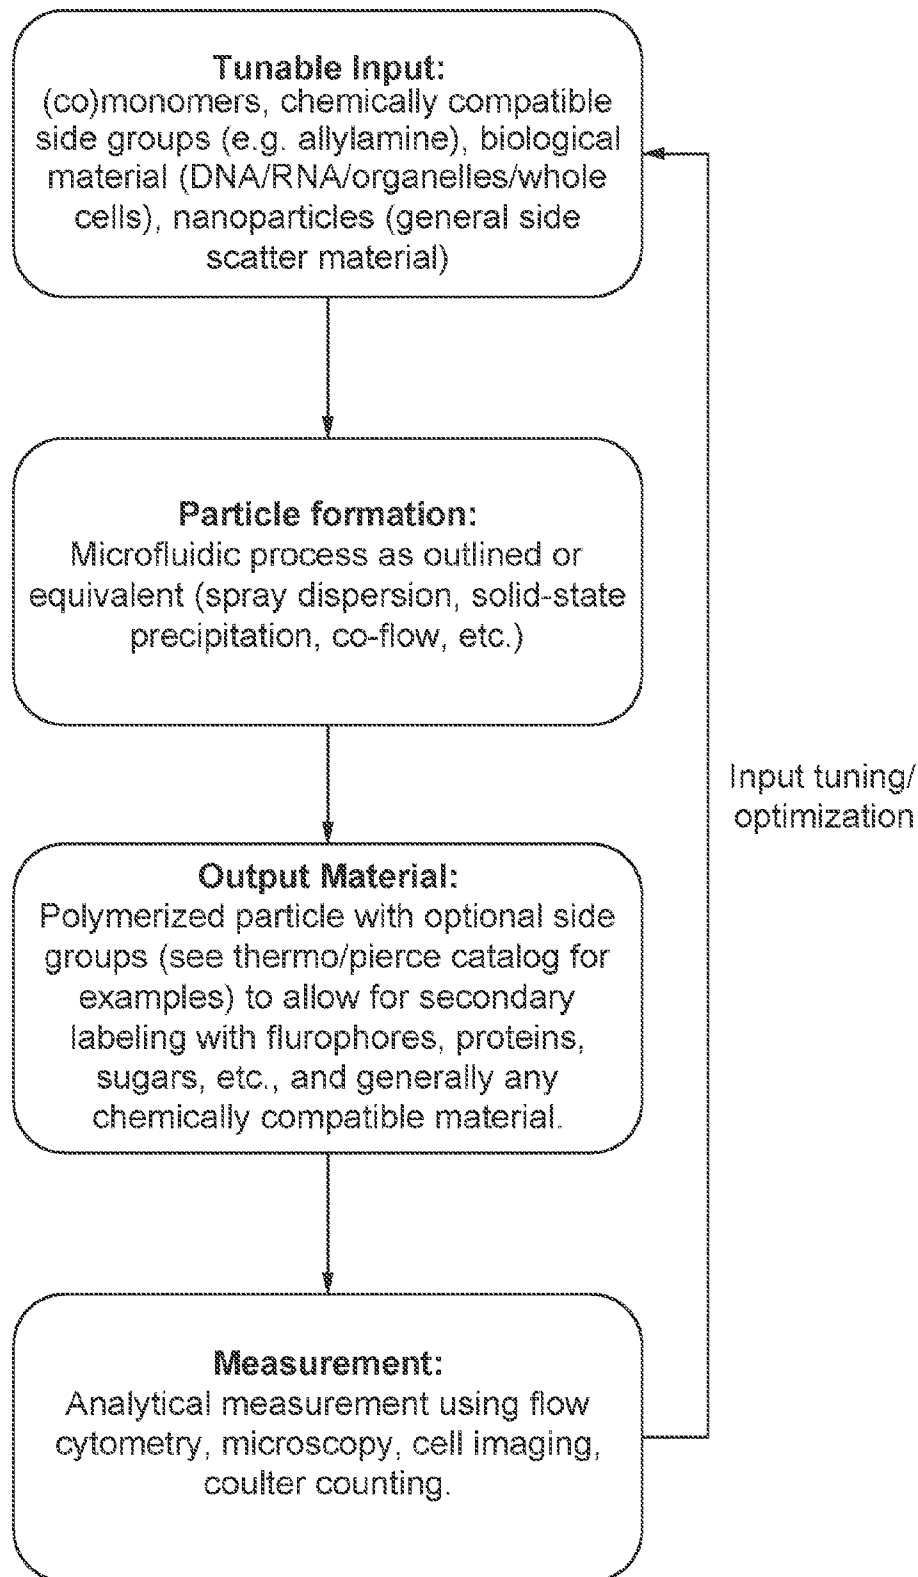 Tunable Input:
(co)monomers, chemically compatible
side groups (e.g. allylamine), biological
material (DNA/RNA/organelles/whole
cells), nanoparticles (general side
scatter material)
Particle formation:
Microfluidic process as outlined or
equivalent (spray dispersion, solid-state
precipitation, co-flow, etc.)
Input tuning/
optimization
Output Material:
Polymerized particle with optional side
groups (see thermo/pierce catalog for
examples) to allow for secondary
labeling with flurophores, proteins,
sugars, etc., and generally any
chemically compatible material.
Measurement:
Analytical measurement using flow
cytometry, microscopy, cell imaging,
coulter counting.